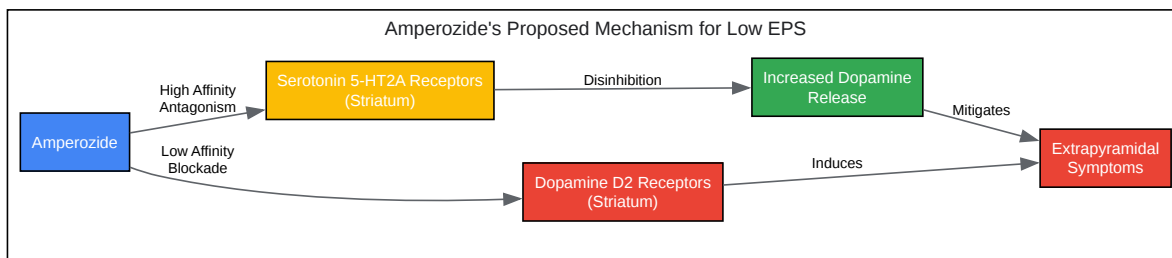 Amperozide's Proposed Mechanism for Low EPS
Amperozide
High Affinity
Antagonism
Low Affinity
Blockade
Serotonin 5-HT2A Receptors
(Striatum)
Disinhibition
Increased Dopamine
Release
Mitigates
Dopamine D2 Receptors
(Striatum)
Induces
Extrapyramidal
Symptoms